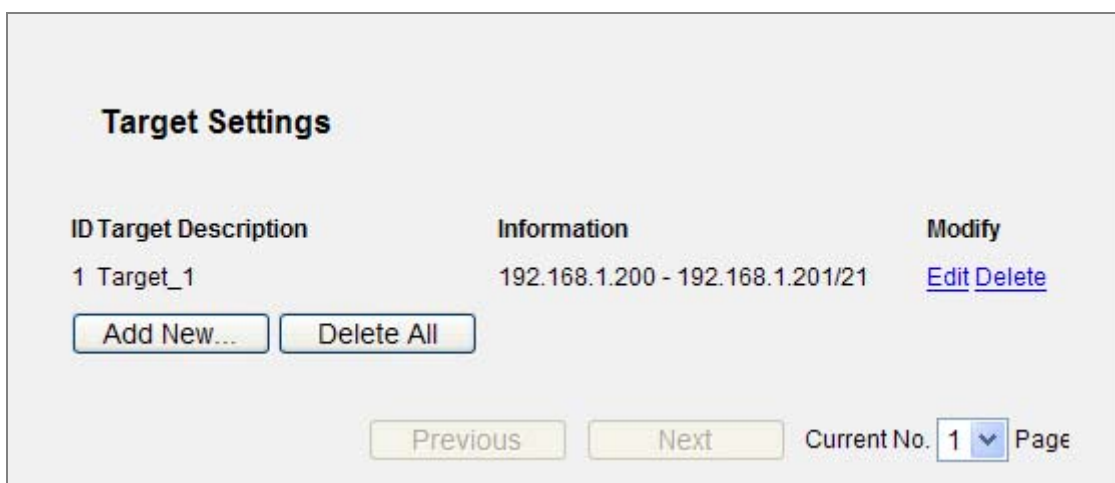 Target Settings
ID Target Description Information Modify
1 Target_1 192.168.1.200 - 192.168.1.201/21 Edit Delete
Add New... Delete All
Previous Next Current No. 1 Page